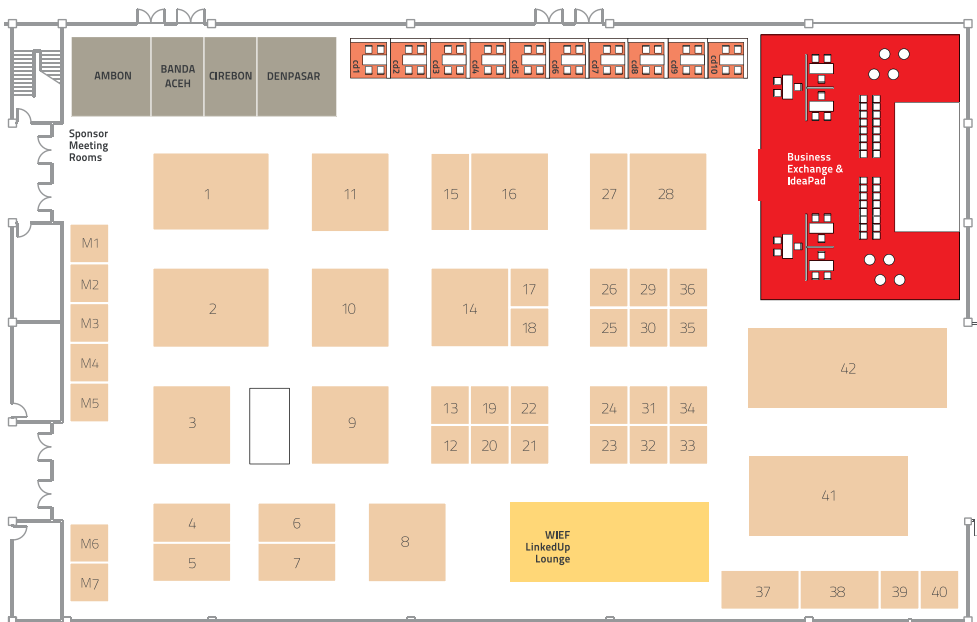 AMBON
BANDA
ACEH
CIREBON
DENPASAR
cd1
cd2
cd3
cd4
cd5
cd6
cd7
cd8
cd9
cd10
Sponsor
Meeting
Rooms
Business
Exchange &
IdeaPad
1
11
15
16
27
28
M1
M2
M3
M4
M5
2
10
14
17
18
26
29
36
25
30
35
42
3
9
13
19
22
12
20
21
24
31
34
23
32
33
41
4
5
6
7
8
WIEF
LinkedUp
Lounge
M6
M7
37
38
39
40